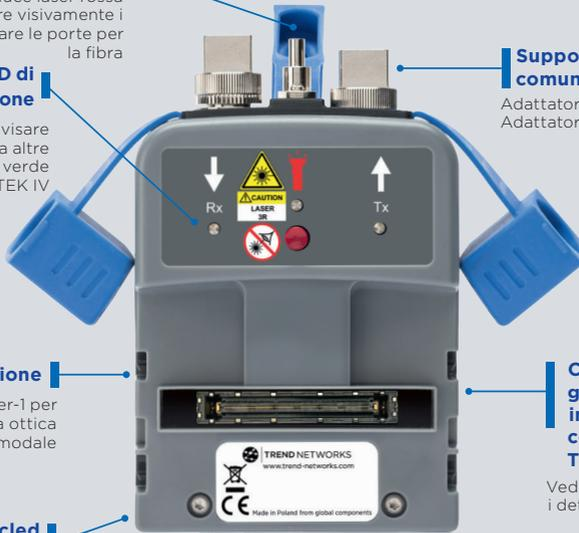 luce laser rossa
re visivamente i
are le porte per
la fibra
D di
one
visare
a altre
verde
TEK IV
Suppo
comun
Adattator
Adattator
Rx
CAUTION
LASER
3R
Tx
ione
er-1 per
a ottica
modale
cled
C
g
in
c
T
Ved
i det
TREND NETWORKS
www.trend-networks.com
CE
Made in Poland from global components